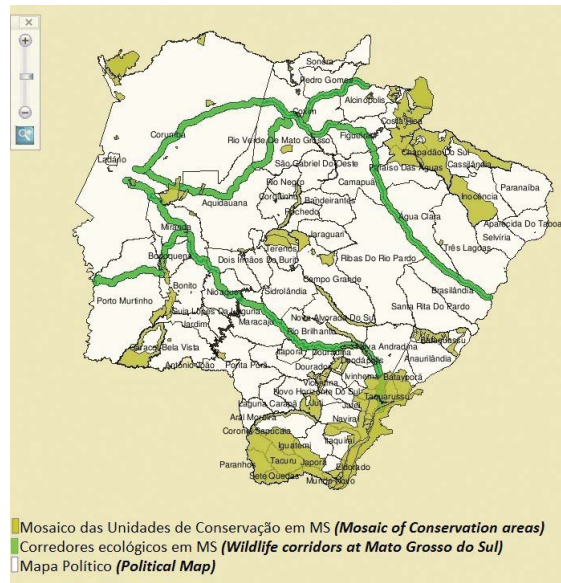 Sonora
Pedro Gomes
Alcinópolis
Coxim
Costa Rica
Corumbá
Rio Verde De Mato Grosso
Figueirão
Chapadão Do Sul
Ladário
São Gabriel Do Oeste
Paraíso Das Águas
Cassilândia
Rio Negro
Camapuã
Paranaíba
Corguinho
Inocência
Aquidauana
Bandeirantes
Rochedo
Água Clara
Aparecida Do Taboa
Miranda
Jaraguari
Selvíria
Terenos
Três Lagoas
Bodoquena
Dois Irmãos Do Buriti
Ribas Do Rio Pardo
Campo Grande
Bonito
Nioaque
Sidrolândia
Brasilândia
Porto Murtinho
Guia Lopes Da Laguna
Santa Rita Do Pardo
Maracaju
Nova Alvorada Do Sul
Jardim
Rio Brilhante
Bataguassu
Caracol
Bela Vista
Itaporã
Douradina
Nova Andradina
Anaurilândia
Antônio João
Ponta Porã
Deodápolis
Dourados
Ivinhema
Batayporã
Vicentina
Novo Horizonte Do Sul
Taquarussu
Laguna Carapã
Juti
Jateí
Aral Moreira
Naviraí
Coronel Sapucaia
Itaquiraí
Iguatemi
Paranhos
Tacuru
Japorã
Eldorado
Sete Quedas
Mundo Novo
Mosaico das Unidades de Conservação em MS (Mosaic of Conservation areas)
Corredores ecológicos em MS (Wildlife corridors at Mato Grosso do Sul)
Mapa Político (Political Map)